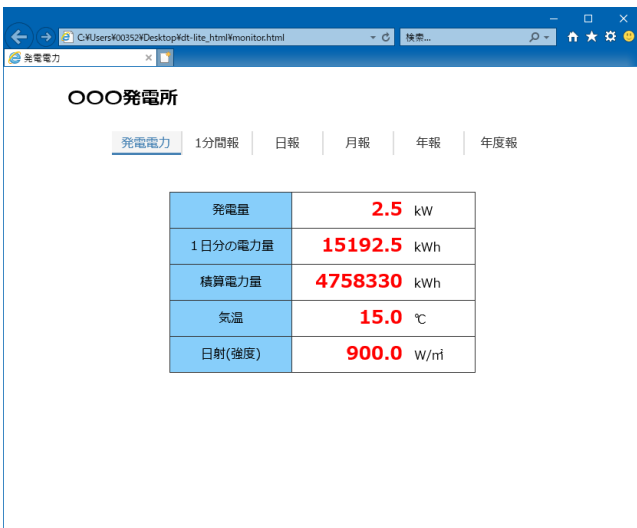 C:¥Users¥00352¥Desktop¥dt-lite_html¥monitor.html
検索...
発電電力
〇〇〇発電所
発電電力 1分間報 日報 月報 年報 年度報
発電量 2.5 kW
1日分の電力量 15192.5 kWh
積算電力量 4758330 kWh
気温 15.0 ℃
日射(強度) 900.0 W/㎡